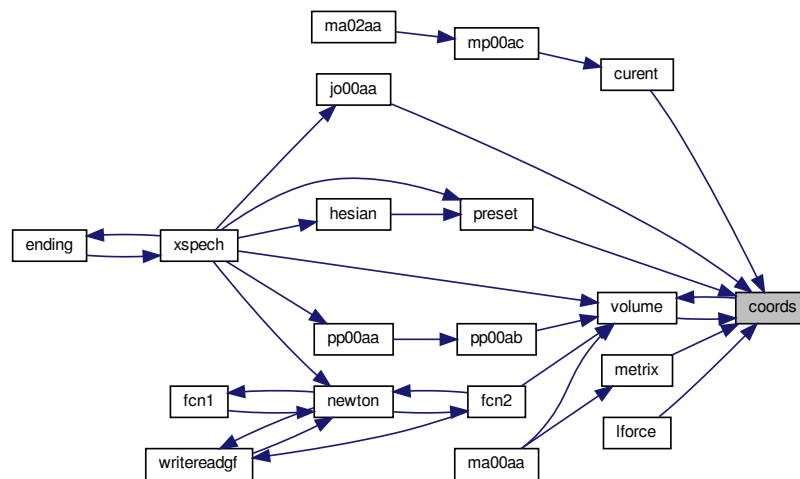 ma02aa
mp00ac
curent
jo00aa
hesian
preset
ending
xspech
volume
coords
pp00aa
pp00ab
metrix
fcn1
newton
fcn2
lforce
writereadgf
ma00aa